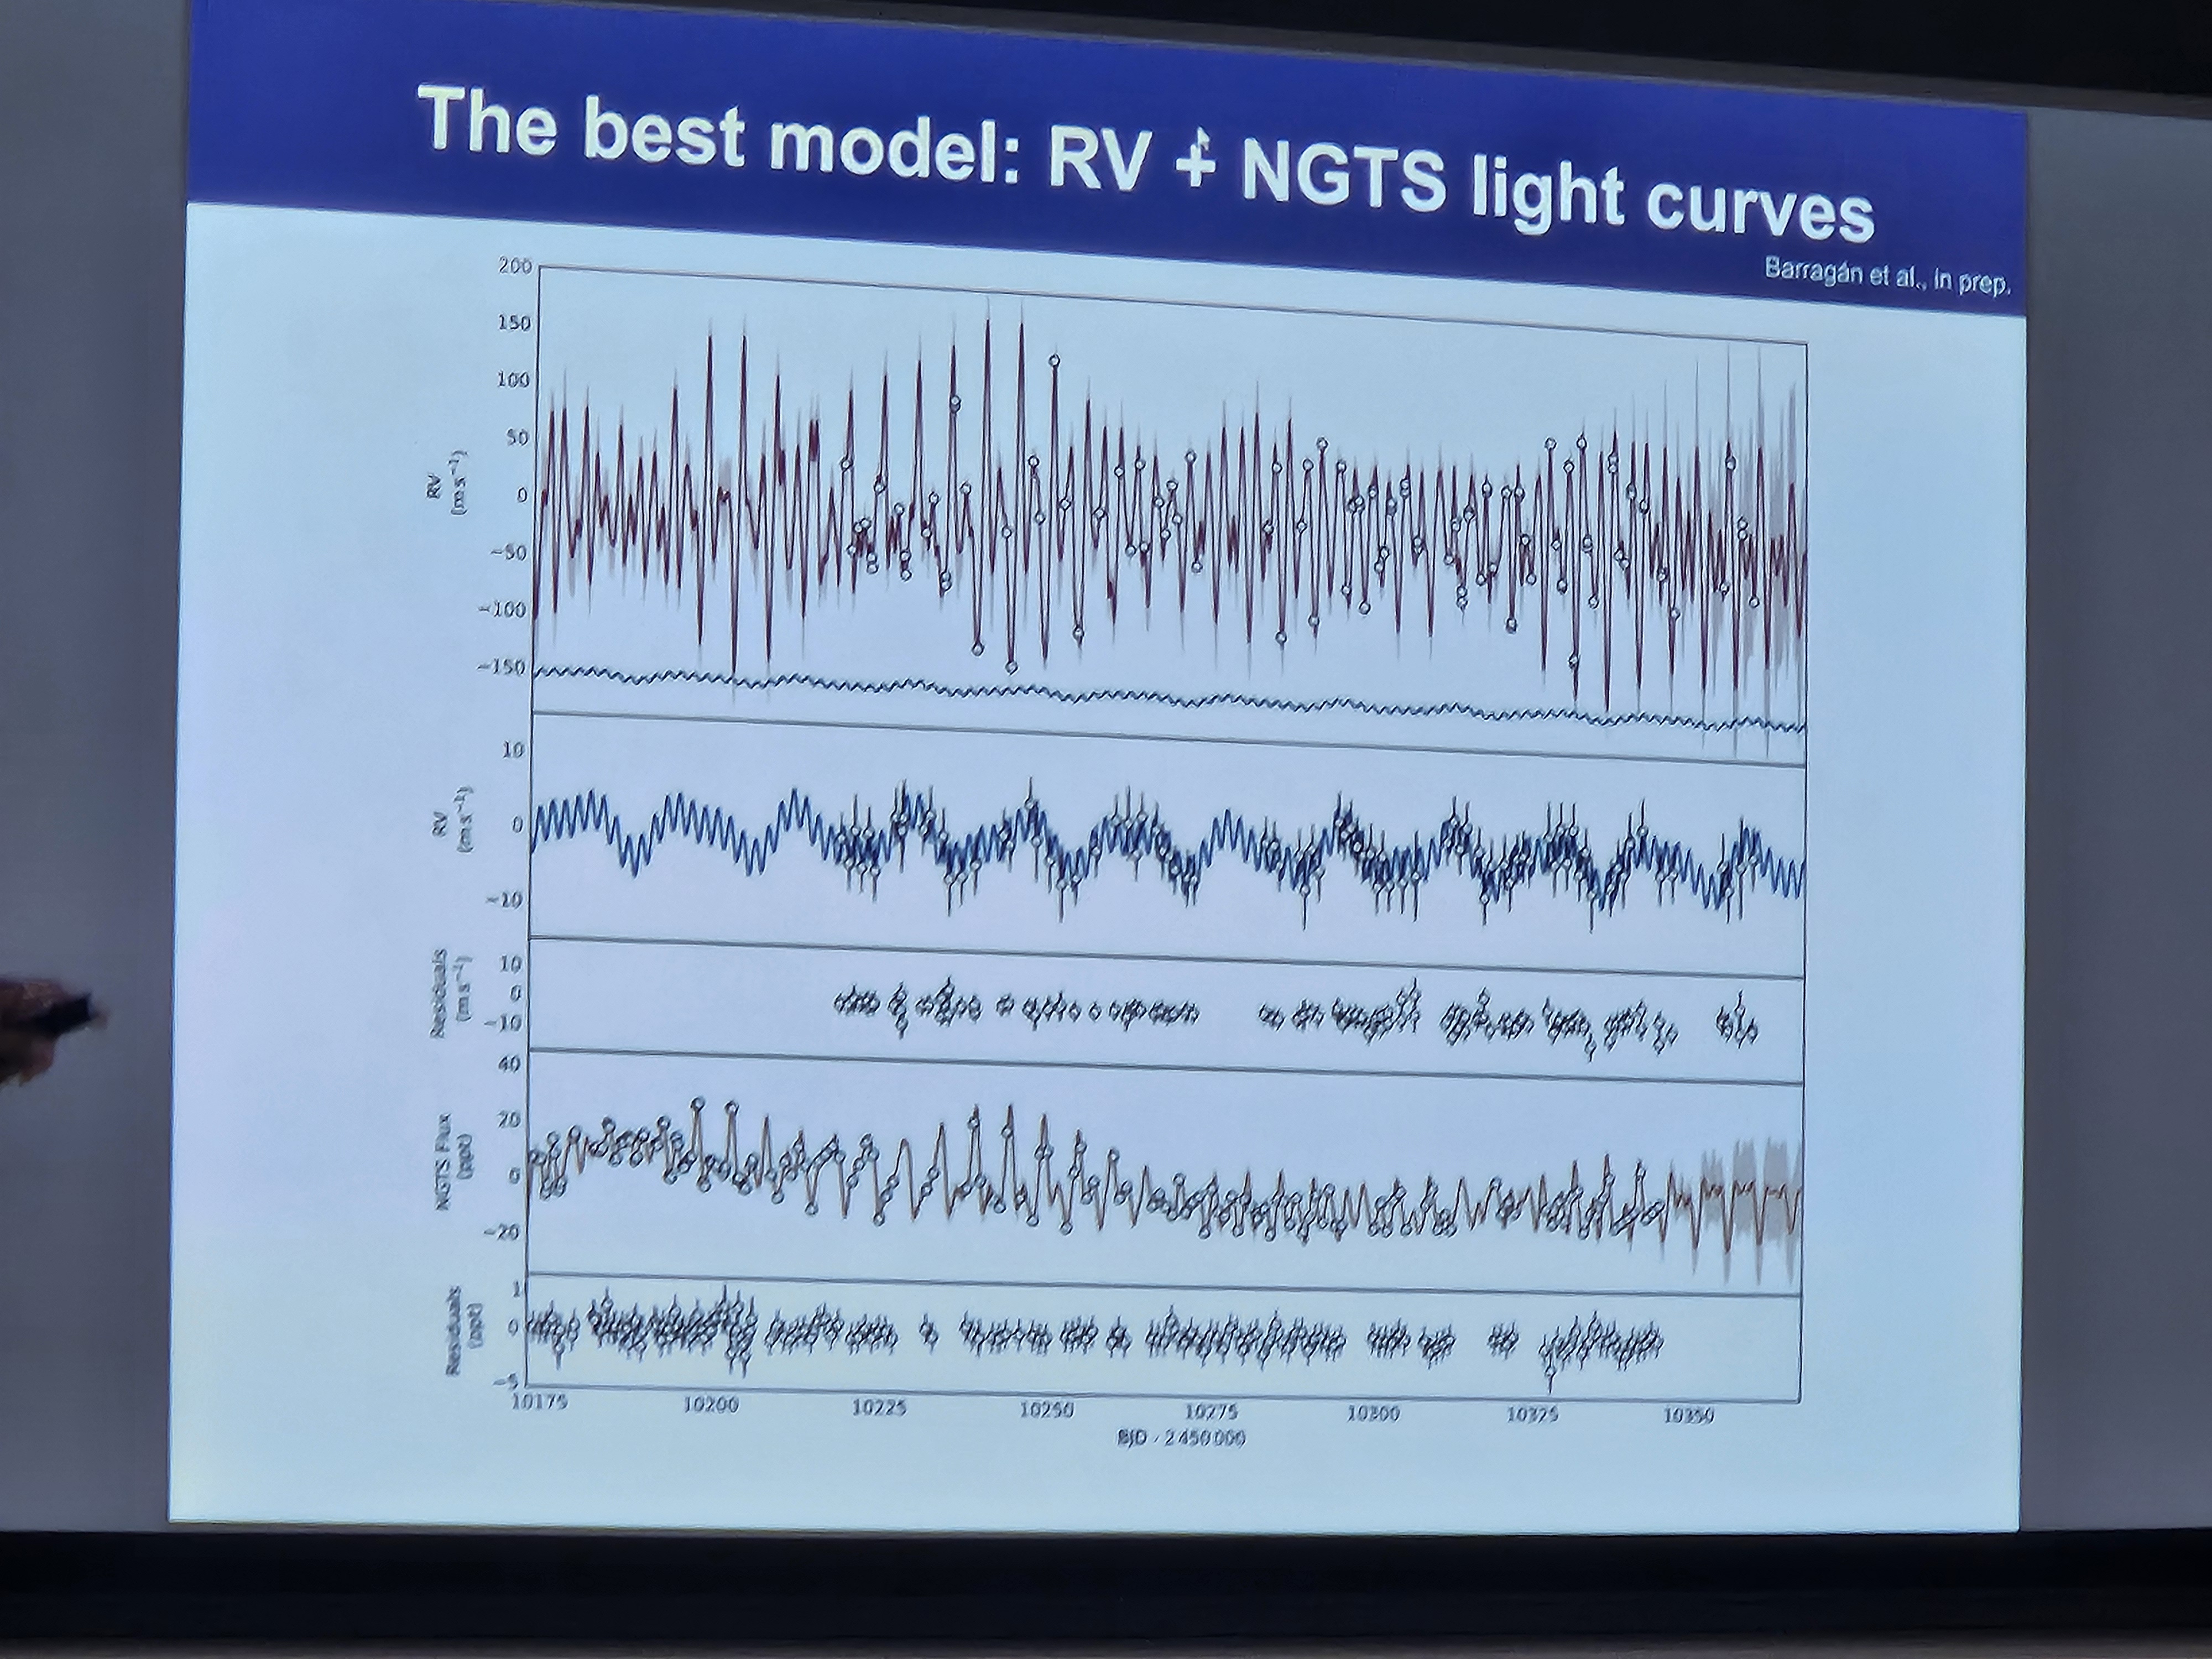 The best model: RV + NGTS light curves
Barragán et al., in prep.
200
150
100
50
0
−50
−100
−150
RV
(m s⁻¹)
10
0
−10
RV
(m s⁻¹)
10
0
−10
Residuals
(m s⁻¹)
40
20
0
−20
NGTS Flux
(ppt)
1
0
−5
Residuals
(ppt)
10175 10200 10225 10250 10275 10300 10325 10350
BJD - 2 450 000